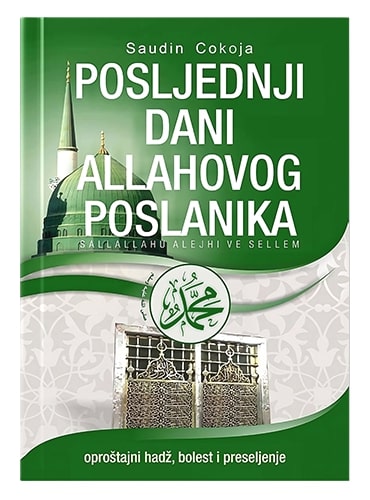 Saudin Cokoja
POSLJEDNJI
DANI
ALLAHOVOG
POSLANIKA
SALLALLAHU ALEJHI VE SELLEM
محمد
oproštajni hadž, bolest i preseljenje